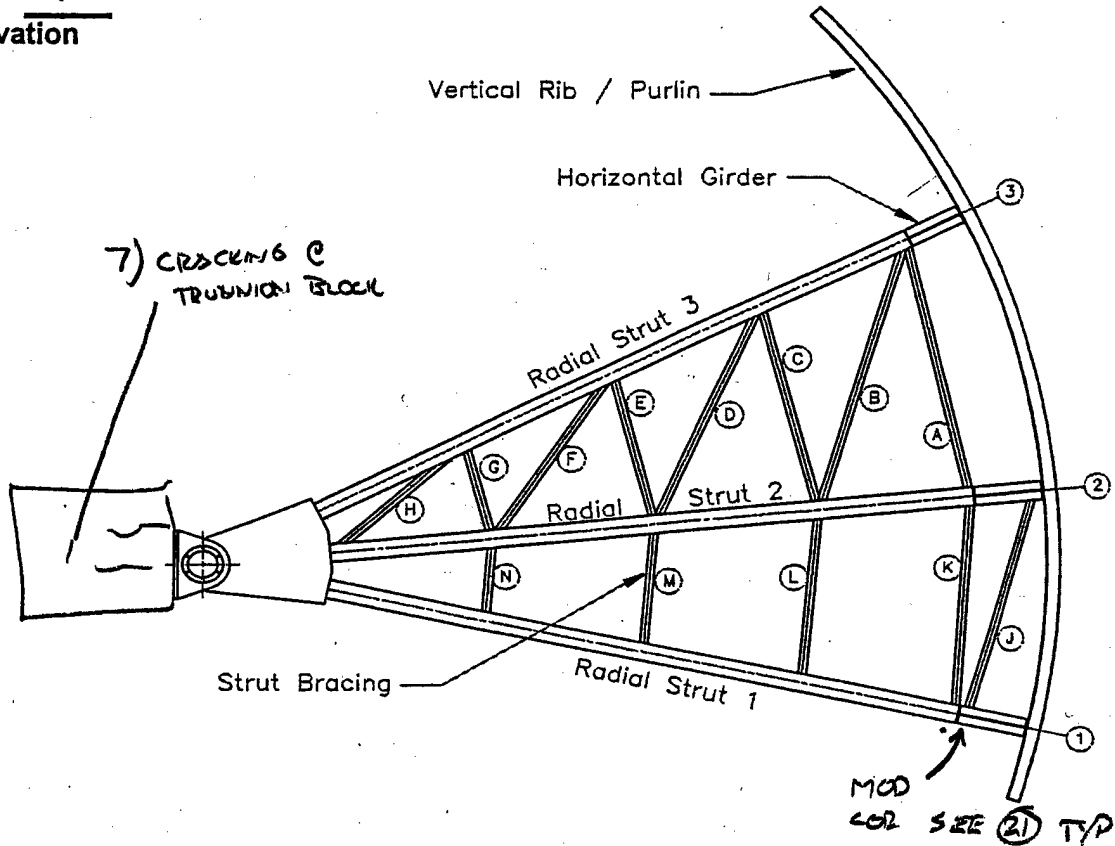 vation
Vertical Rib / Purlin
Horizontal Girder
3
7) CRACKING @
TRUNNION BLOCK
Radial Strut 3
C
E
D
B
A
G
F
H
Radial Strut 2
2
N
M
L
K
J
Strut Bracing
Radial Strut 1
1
MOD
COR SEE 21 TYP